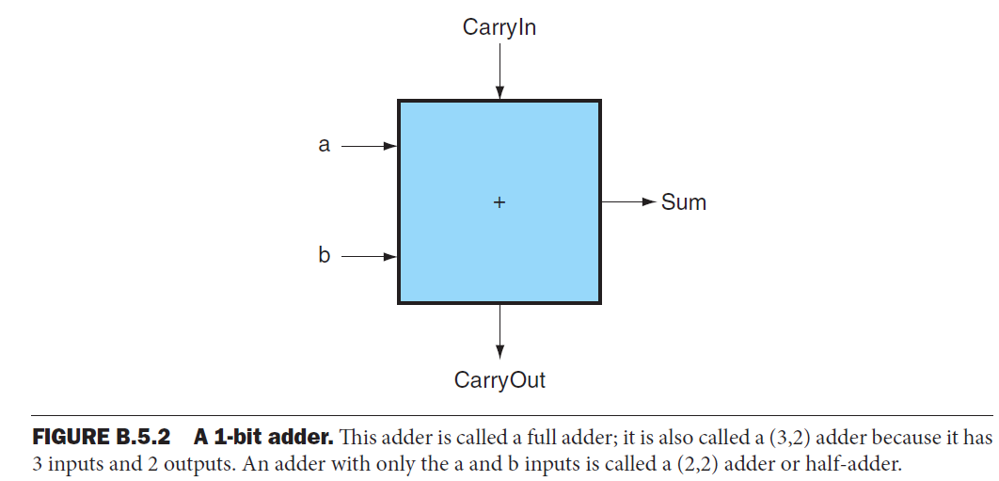 CarryIn
a
+
Sum
b
CarryOut
FIGURE B.5.2 A 1-bit adder. This adder is called a full adder; it is also called a (3,2) adder because it has
3 inputs and 2 outputs. An adder with only the a and b inputs is called a (2,2) adder or half-adder.